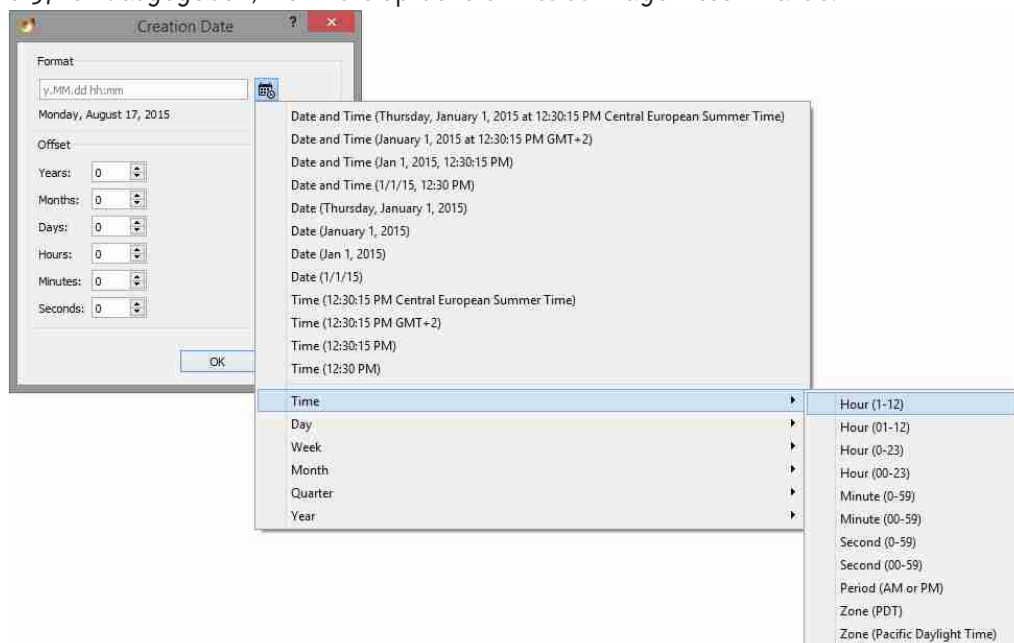 Creation Date ?
Format
y.MM.dd hh:mm
Monday, August 17, 2015
Offset
Years: 0
Months: 0
Days: 0
Hours: 0
Minutes: 0
Seconds: 0
OK
Date and Time (Thursday, January 1, 2015 at 12:30:15 PM Central European Summer Time)
Date and Time (January 1, 2015 at 12:30:15 PM GMT+2)
Date and Time (Jan 1, 2015, 12:30:15 PM)
Date and Time (1/1/15, 12:30 PM)
Date (Thursday, January 1, 2015)
Date (January 1, 2015)
Date (Jan 1, 2015)
Date (1/1/15)
Time (12:30:15 PM Central European Summer Time)
Time (12:30:15 PM GMT+2)
Time (12:30:15 PM)
Time (12:30 PM)
Time
Day
Week
Month
Quarter
Year
Hour (1-12)
Hour (01-12)
Hour (0-23)
Hour (00-23)
Minute (0-59)
Minute (00-59)
Second (0-59)
Second (00-59)
Period (AM or PM)
Zone (PDT)
Zone (Pacific Daylight Time)